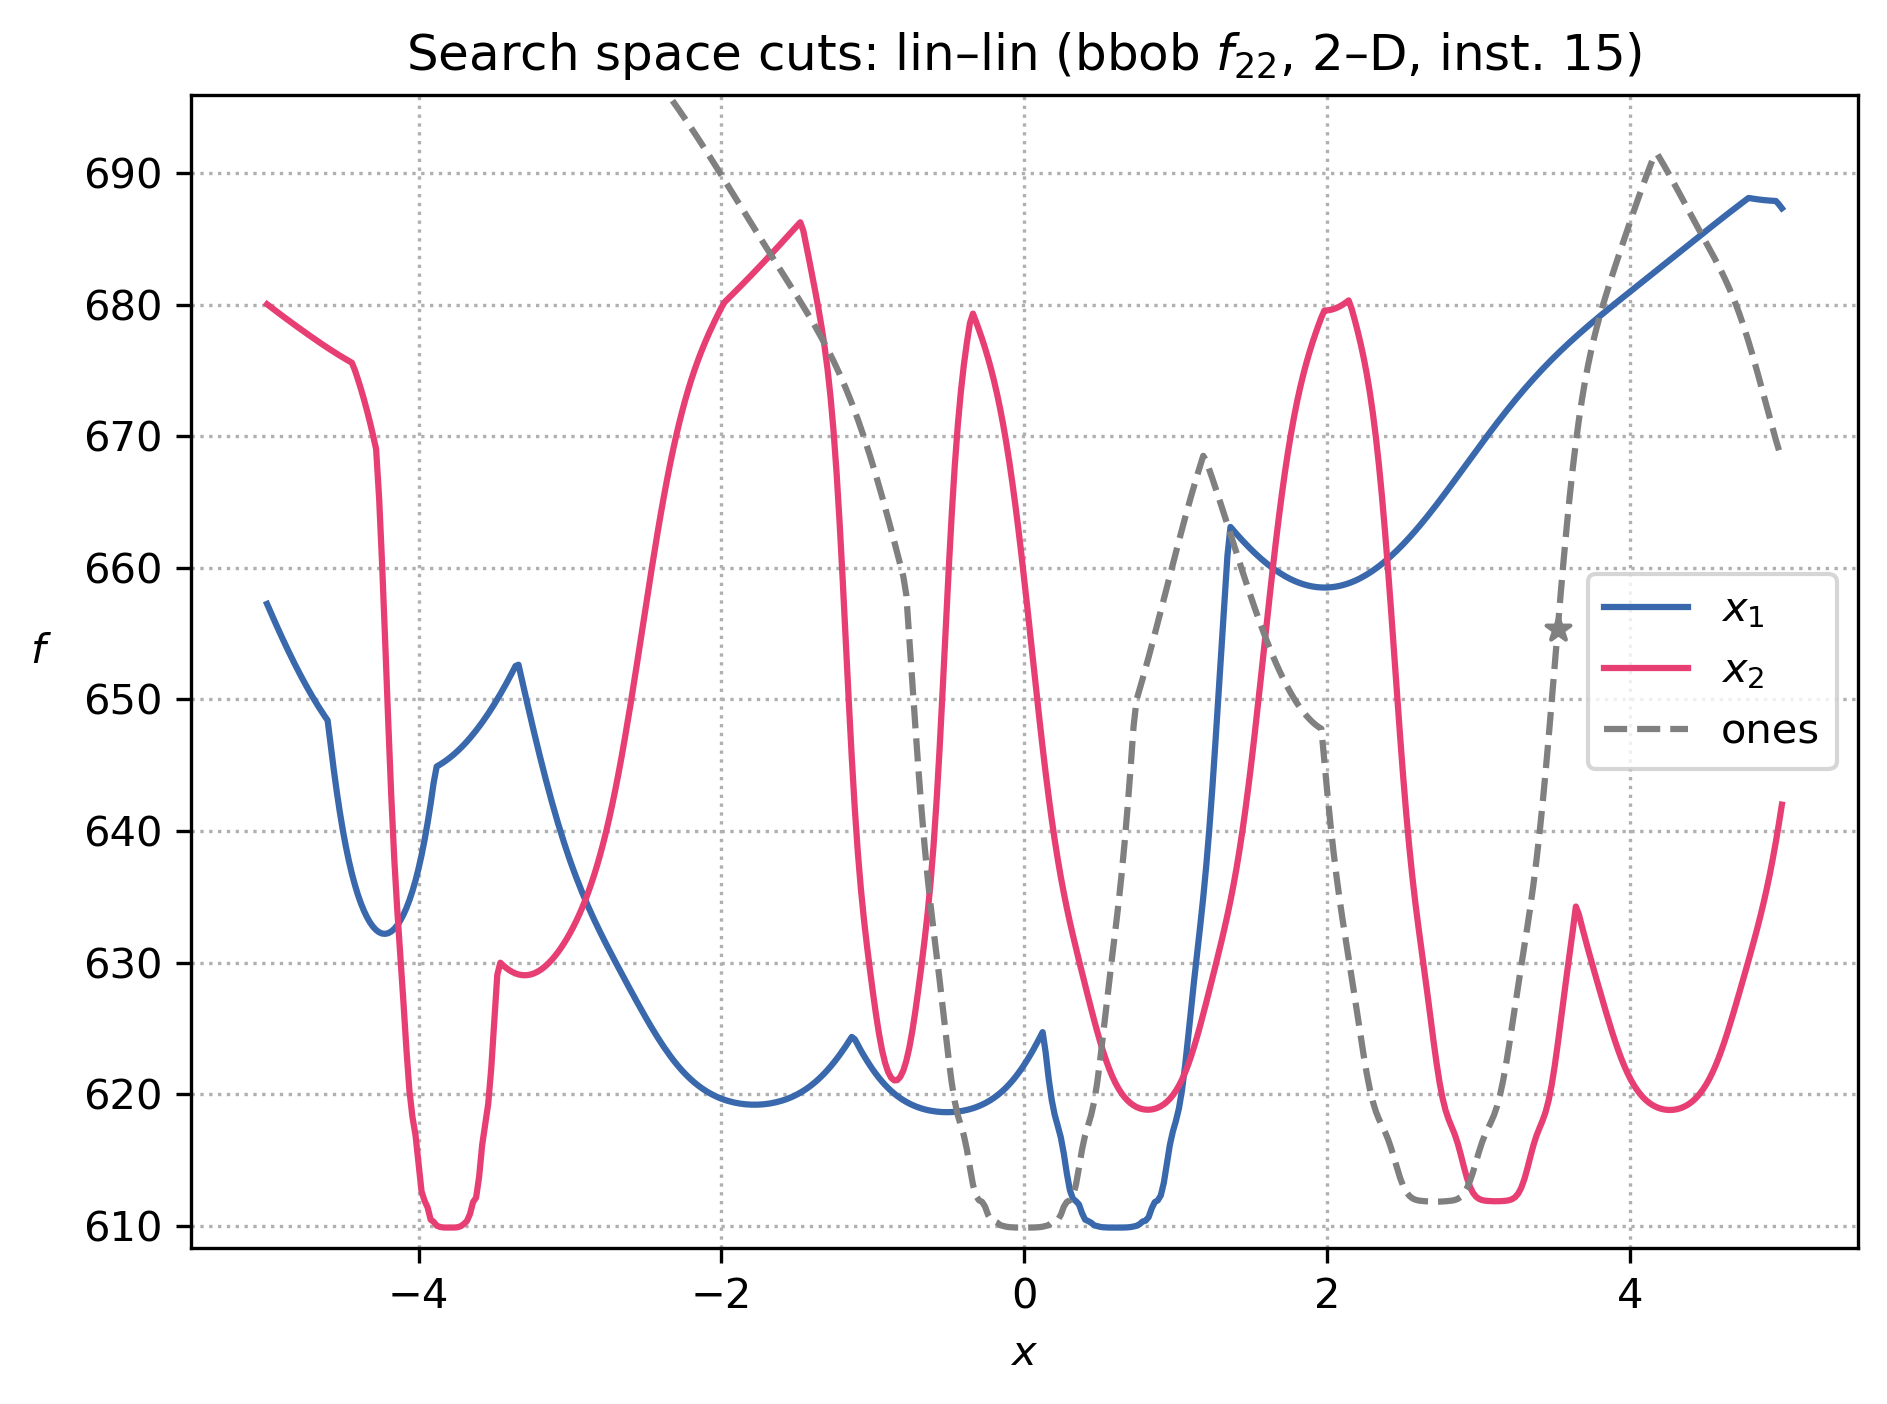 Search space cuts: lin–lin (bbob f22, 2–D, inst. 15)
690
680
670
660
650
640
630
620
610
f
x1
x2
ones
−4 −2 0 2 4
x